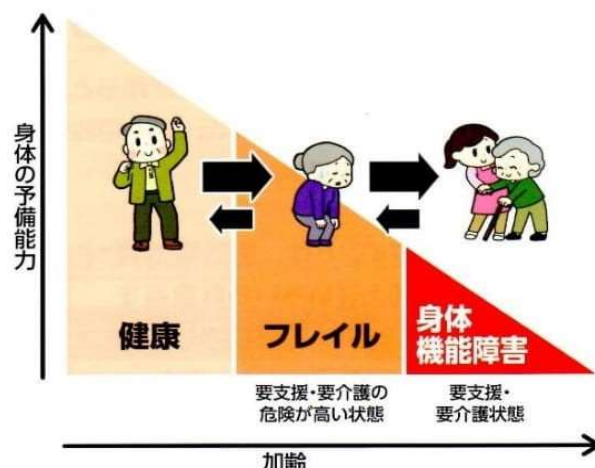 身体の予備能力
健康
フレイル
身体
機能障害
要支援・要介護の
危険が高い状態
要支援・
要介護状態
加齢